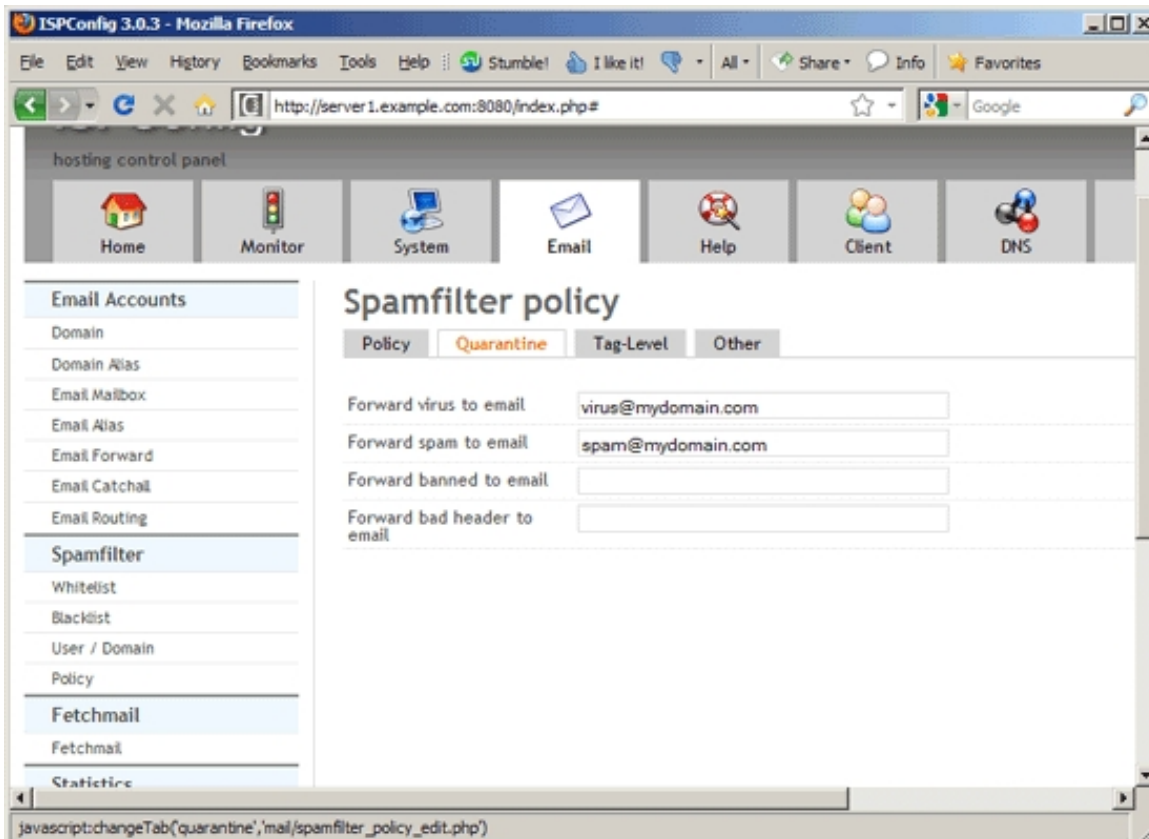 ISPConfig 3.0.3 - Mozilla Firefox
File Edit View History Bookmarks Tools Help Stumble! I like it! All Share Info Favorites
http://server1.example.com:8080/index.php# Google
hosting control panel
Home Monitor System Email Help Client DNS
Email Accounts
Domain
Domain Alias
Email Mailbox
Email Alias
Email Forward
Email Catchall
Email Routing
Spamfilter
Whitelist
Blacklist
User / Domain
Policy
Fetchmail
Fetchmail
Statistics
Spamfilter policy
Policy Quarantine Tag-Level Other
Forward virus to email virus@mydomain.com
Forward spam to email spam@mydomain.com
Forward banned to email
Forward bad header to
email
javascript:changeTab('quarantine','mail/spamfilter_policy_edit.php')